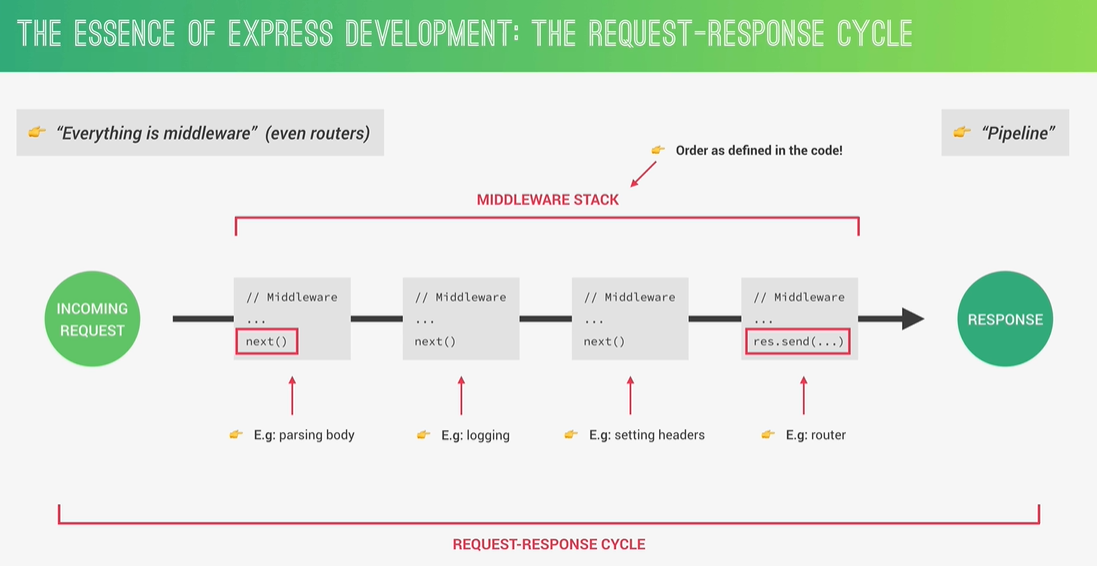 THE ESSENCE OF EXPRESS DEVELOPMENT: THE REQUEST-RESPONSE CYCLE
👉 “Everything is middleware” (even routers)
👉 “Pipeline”
👉 Order as defined in the code!
MIDDLEWARE STACK
INCOMING
REQUEST
// Middleware
...
next()
// Middleware
...
next()
// Middleware
...
next()
// Middleware
...
res.send(...)
RESPONSE
👉 E.g: parsing body
👉 E.g: logging
👉 E.g: setting headers
👉 E.g: router
REQUEST-RESPONSE CYCLE